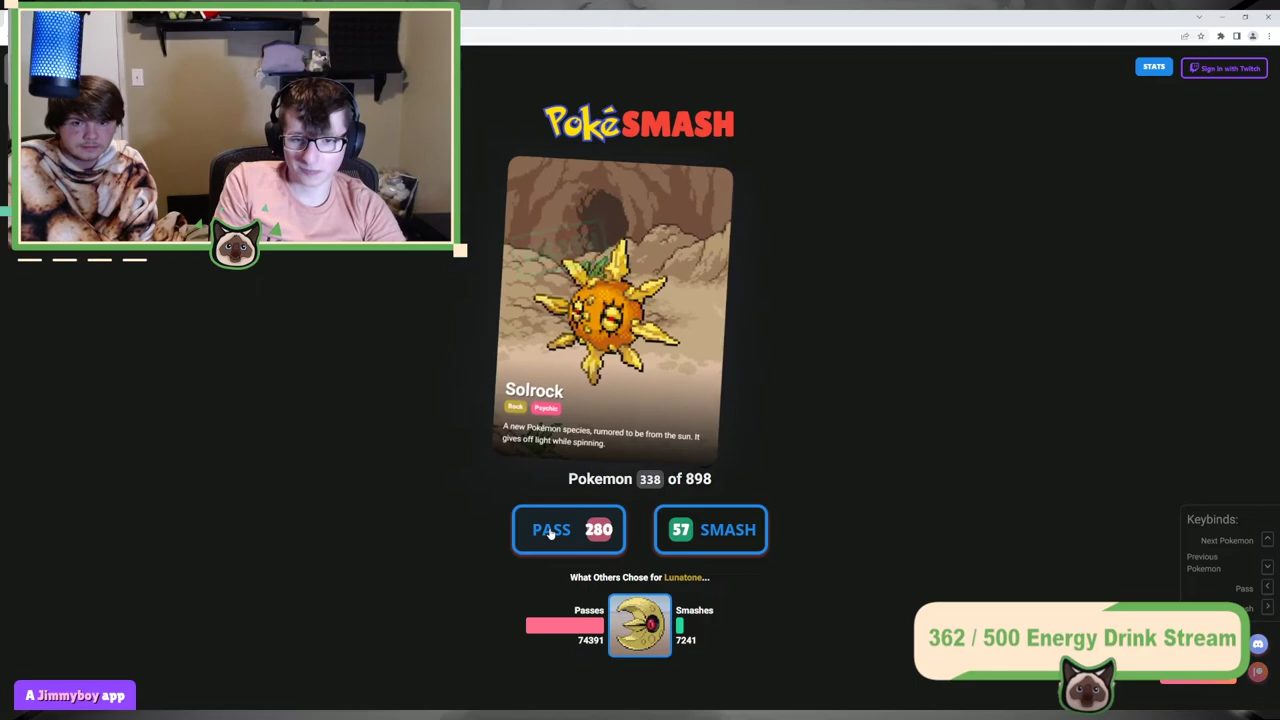 STATS
Sign in with Twitch
PokéSMASH
Solrock
Rock Psychic
A new Pokémon species, rumored to be from the sun. It
gives off light while spinning.
Pokemon 338 of 898
PASS 280
57 SMASH
What Others Chose for Lunatone...
Passes
74391
Smashes
7241
Keybinds:
Next Pokemon
Previous
Pokemon
Pass
362 / 500 Energy Drink Stream
A Jimmyboy app